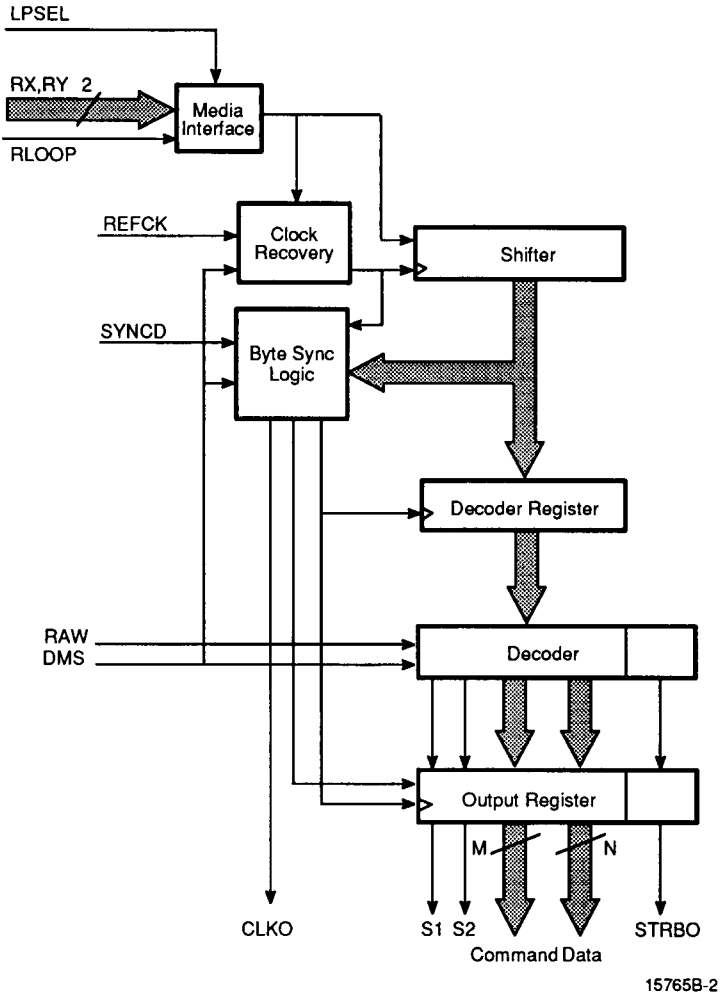 LPSEL
RX,RY 2
Media
Interface
RLOOP
REFCK
Clock
Recovery
Shifter
SYNCD
Byte Sync
Logic
Decoder Register
RAW
DMS
Decoder
Output Register
M
N
CLKO
S1 S2
STRBO
Command Data
15765B-2